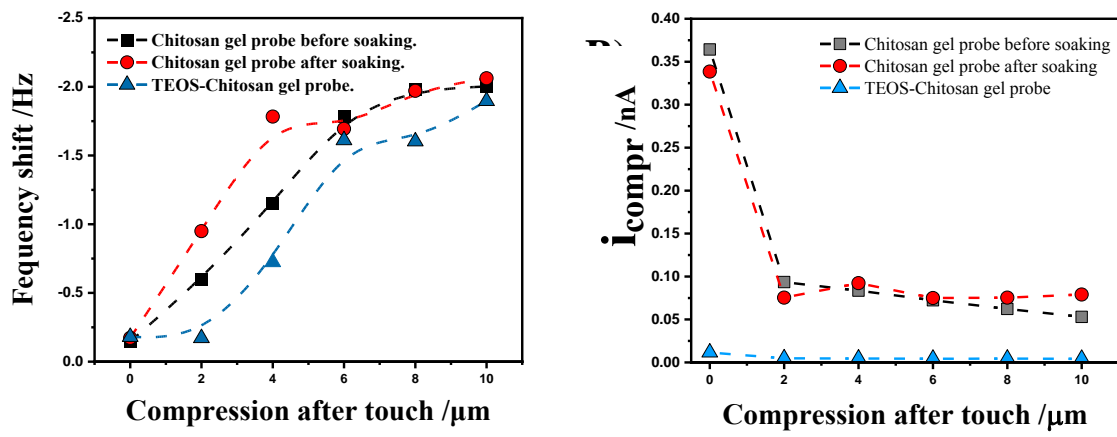 -2.5
-2.0
-1.5
-1.0
-0.5
0.0
Fequency shift /Hz
Chitosan gel probe before soaking.
Chitosan gel probe after soaking.
TEOS-Chitosan gel probe.
0 2 4 6 8 10
Compression after touch /μm
0.40
0.35
0.30
0.25
0.20
0.15
0.10
0.05
0.00
icompr /nA
Chitosan gel probe before soaking
Chitosan gel probe after soaking
TEOS-Chitosan gel probe
0 2 4 6 8 10
Compression after touch /μm